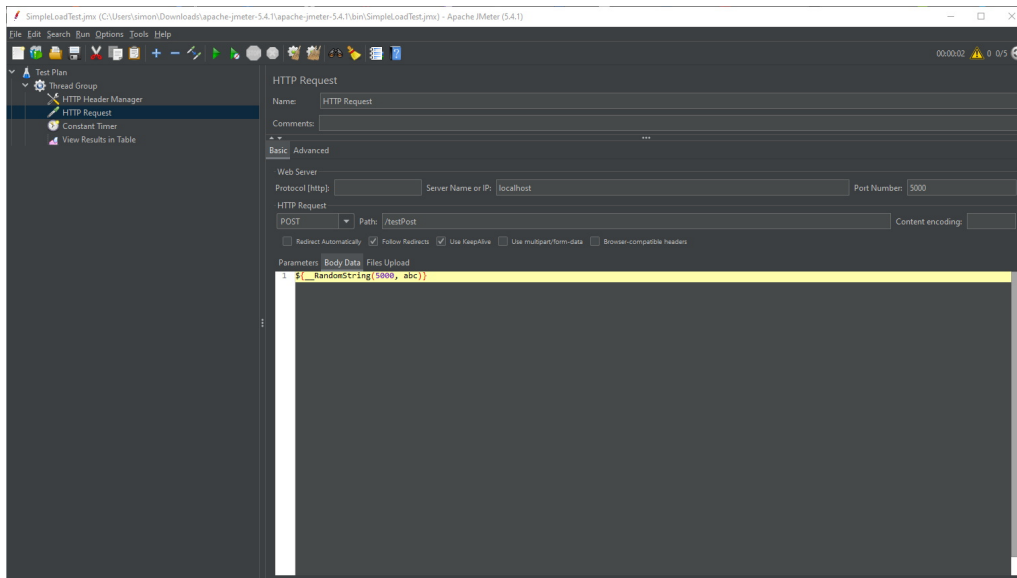 SimpleLoadTest.jmx (C:\Users\simon\Downloads\apache-jmeter-5.4.1\apache-jmeter-5.4.1\bin\SimpleLoadTest.jmx) - Apache JMeter (5.4.1)
File Edit Search Run Options Tools Help
00:00:02 0 0/5
Test Plan
Thread Group
HTTP Header Manager
HTTP Request
Constant Timer
View Results in Table
HTTP Request
Name: HTTP Request
Comments:
Basic Advanced
Web Server
Protocol [http]: Server Name or IP: localhost Port Number: 5000
HTTP Request
POST Path: /testPost Content encoding:
Redirect Automatically Follow Redirects Use KeepAlive Use multipart/form-data Browser-compatible headers
Parameters Body Data Files Upload
1 ${__RandomString(5000, abc)}